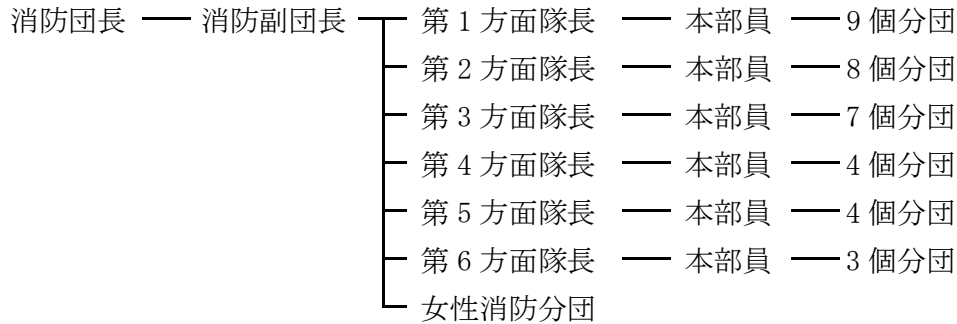 消防団長 消防副団長 第1方面隊長 本部員 9個分団
第2方面隊長 本部員 8個分団
第3方面隊長 本部員 7個分団
第4方面隊長 本部員 4個分団
第5方面隊長 本部員 4個分団
第6方面隊長 本部員 3個分団
女性消防分団